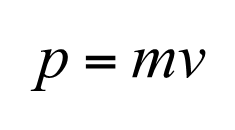 p = mv